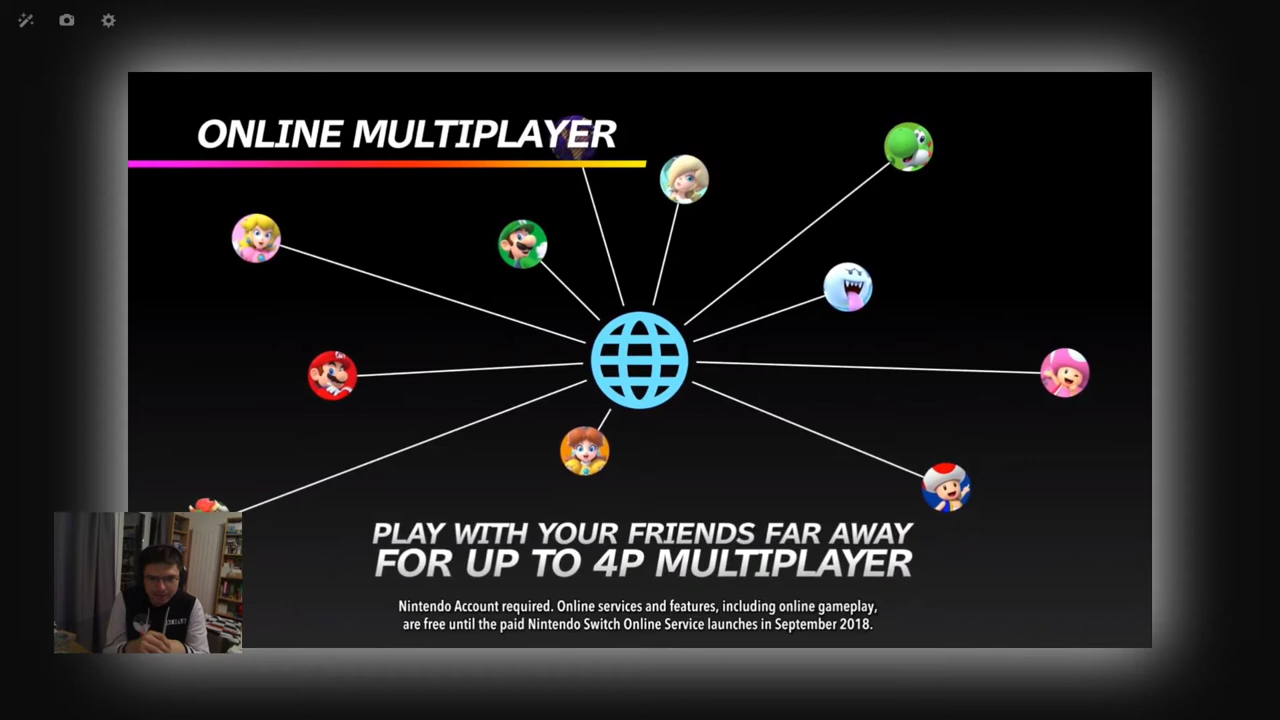 ONLINE MULTIPLAYER
PLAY WITH YOUR FRIENDS FAR AWAY
FOR UP TO 4P MULTIPLAYER
Nintendo Account required. Online services and features, including online gameplay,
are free until the paid Nintendo Switch Online Service launches in September 2018.